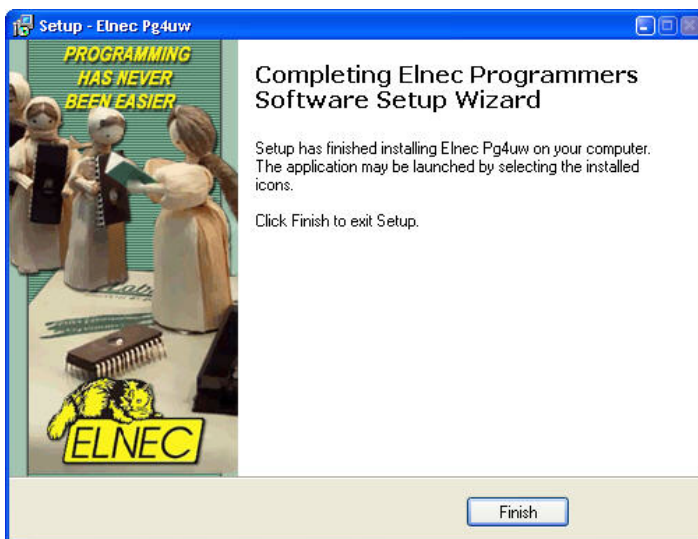 Setup - Elnec Pg4uw
PROGRAMMING
HAS NEVER
BEEN EASIER
Completing Elnec Programmers
Software Setup Wizard
Setup has finished installing Elnec Pg4uw on your computer.
The application may be launched by selecting the installed
icons.
Click Finish to exit Setup.
ELNEC
Finish